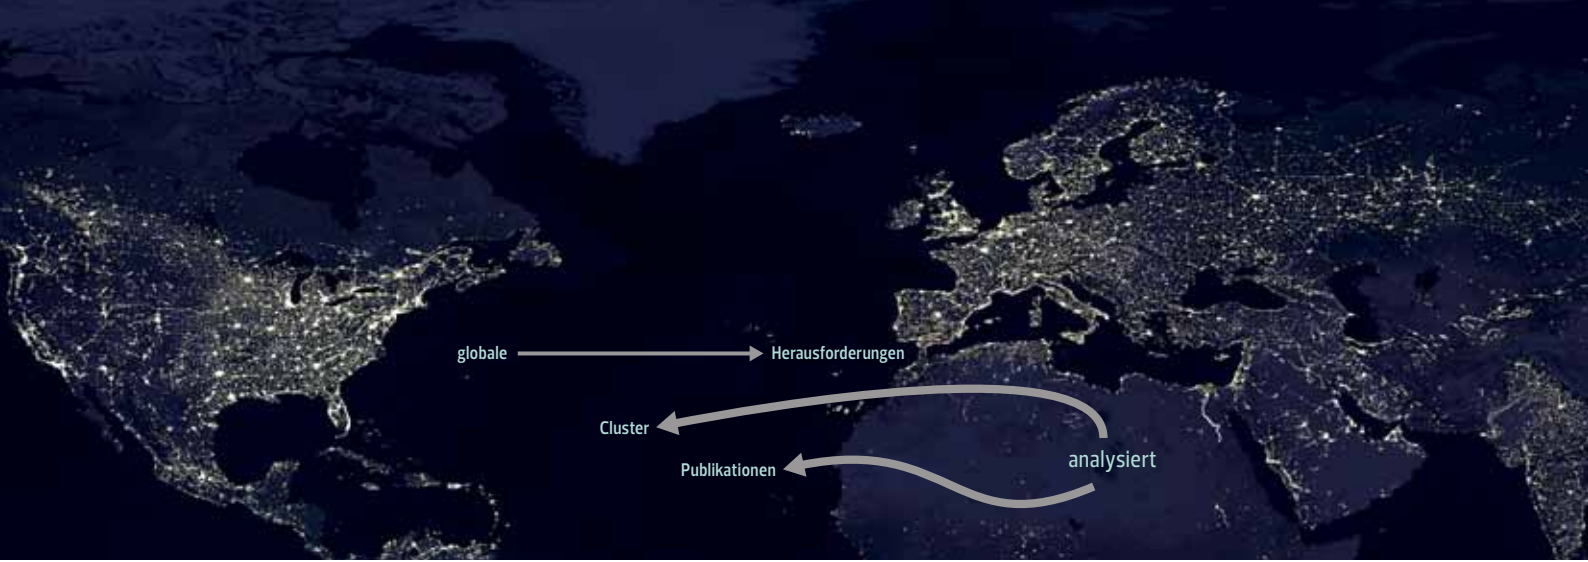 globale
Herausforderungen
Cluster
analysiert
Publikationen